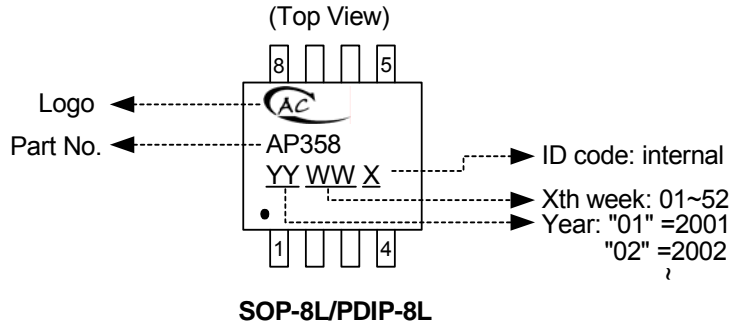 (Top View)
8 5
Logo
AC
Part No.
AP358
YY WW X
ID code: internal
Xth week: 01~52
Year: "01" =2001
"02" =2002
~
1 4
SOP-8L/PDIP-8L